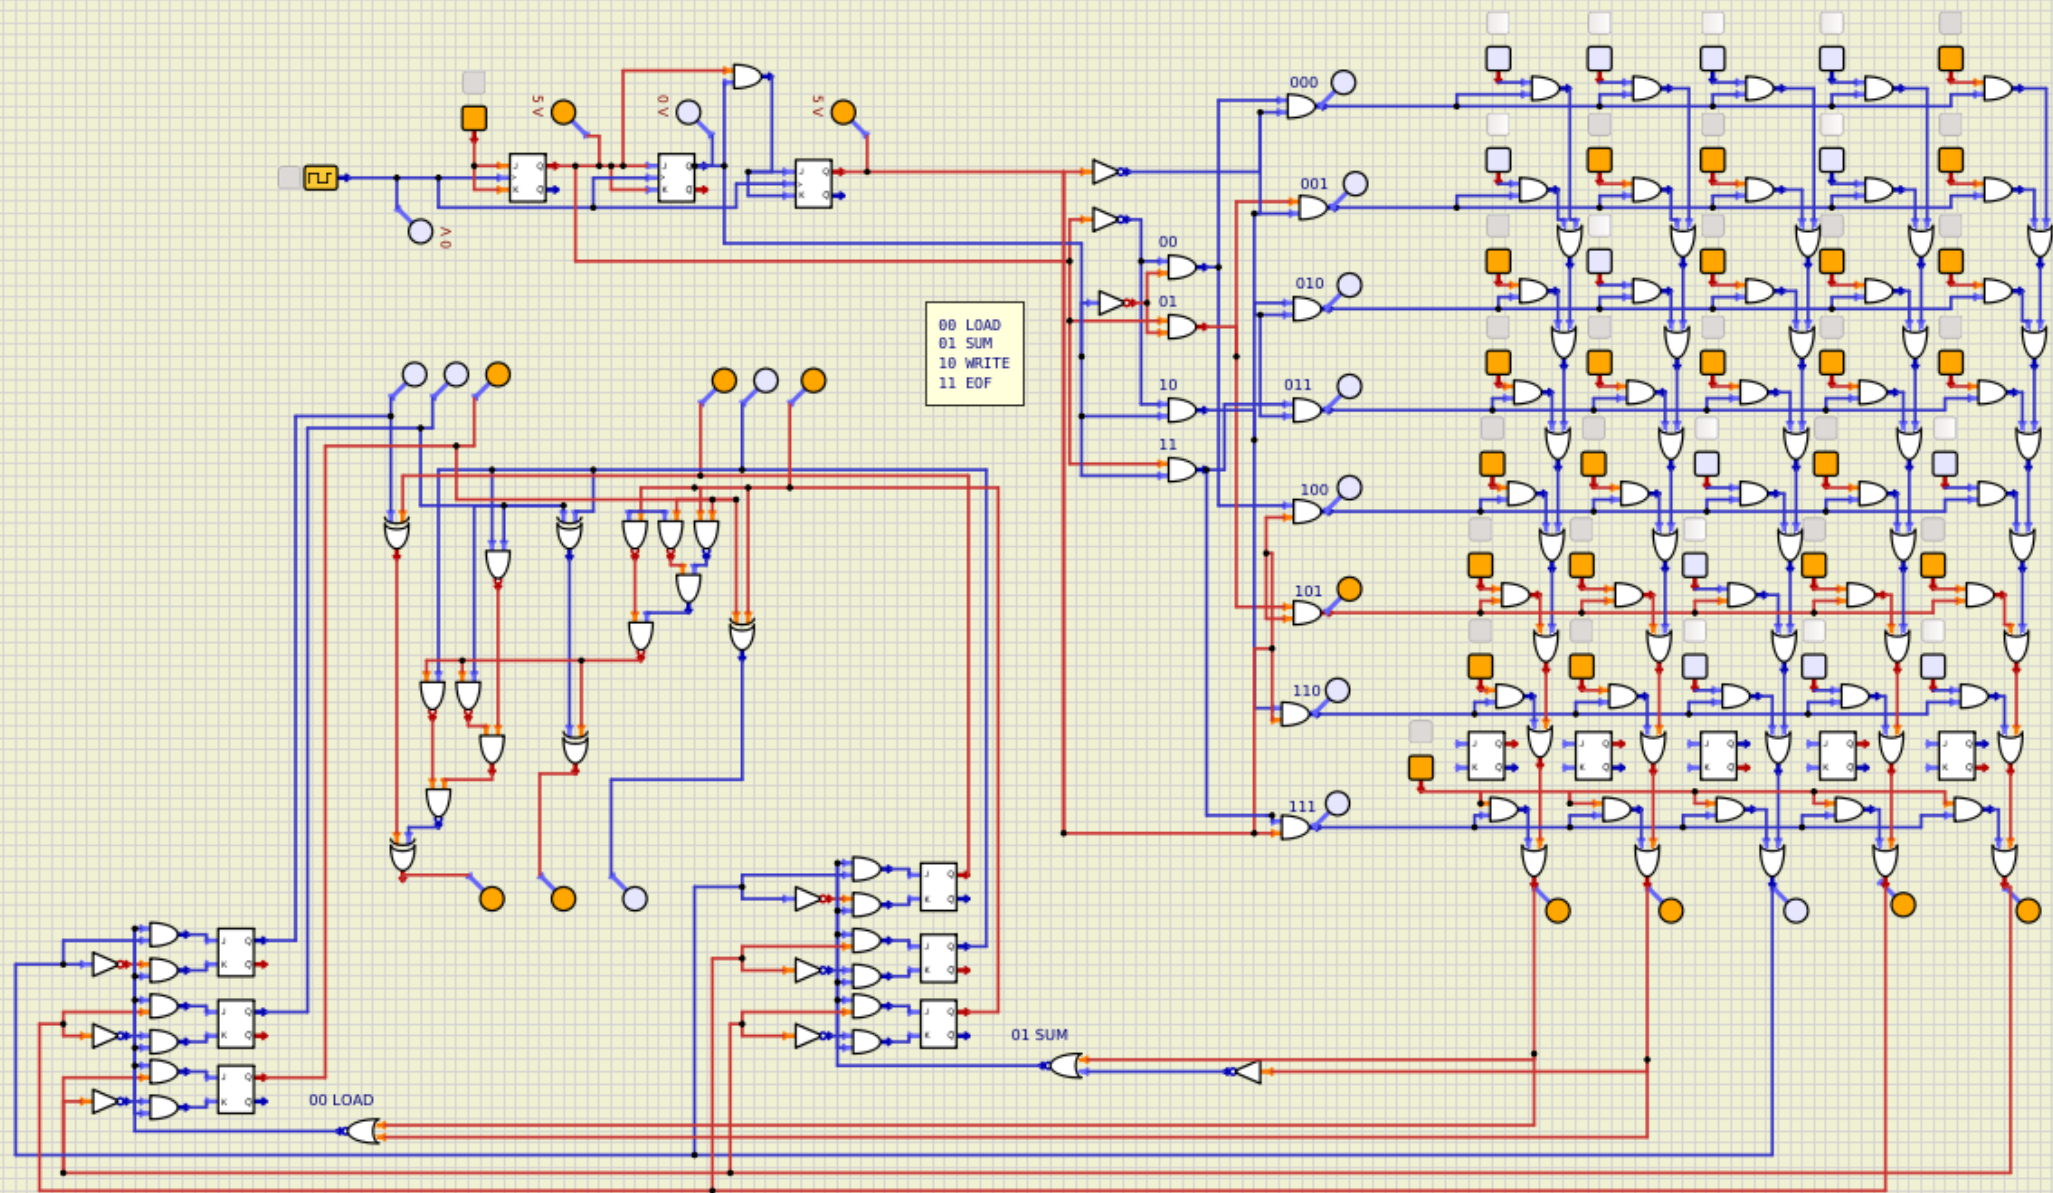 5 V
0 V
5 V
0 V
000
001
00
010
01
00 LOAD
01 SUM
10 WRITE
11 EOF
10
011
11
100
101
110
111
01 SUM
00 LOAD
J Q
K Q
J Q
K Q
J Q
K Q
J Q
Q
J Q
Q
J Q
Q
J Q
Q
J Q
Q
J Q
K
J Q
K
J Q
K
J Q
K
J Q
K
J Q
K